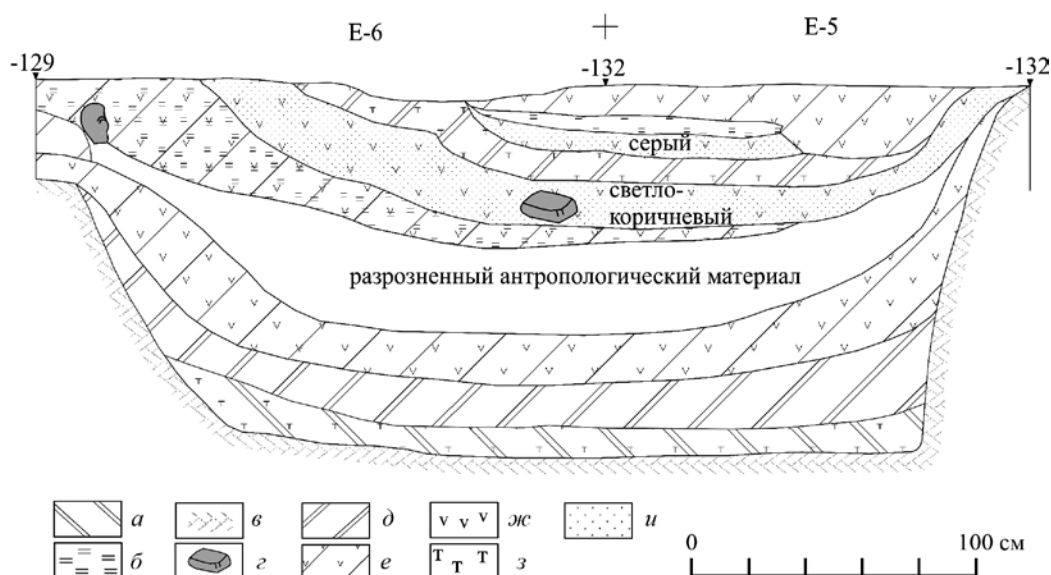 Е-6 Е-5
-129 -132 -132
серый
светло-
коричневый
разрозненный антропологический материал
а в д ж и
б г е з
0 100 см